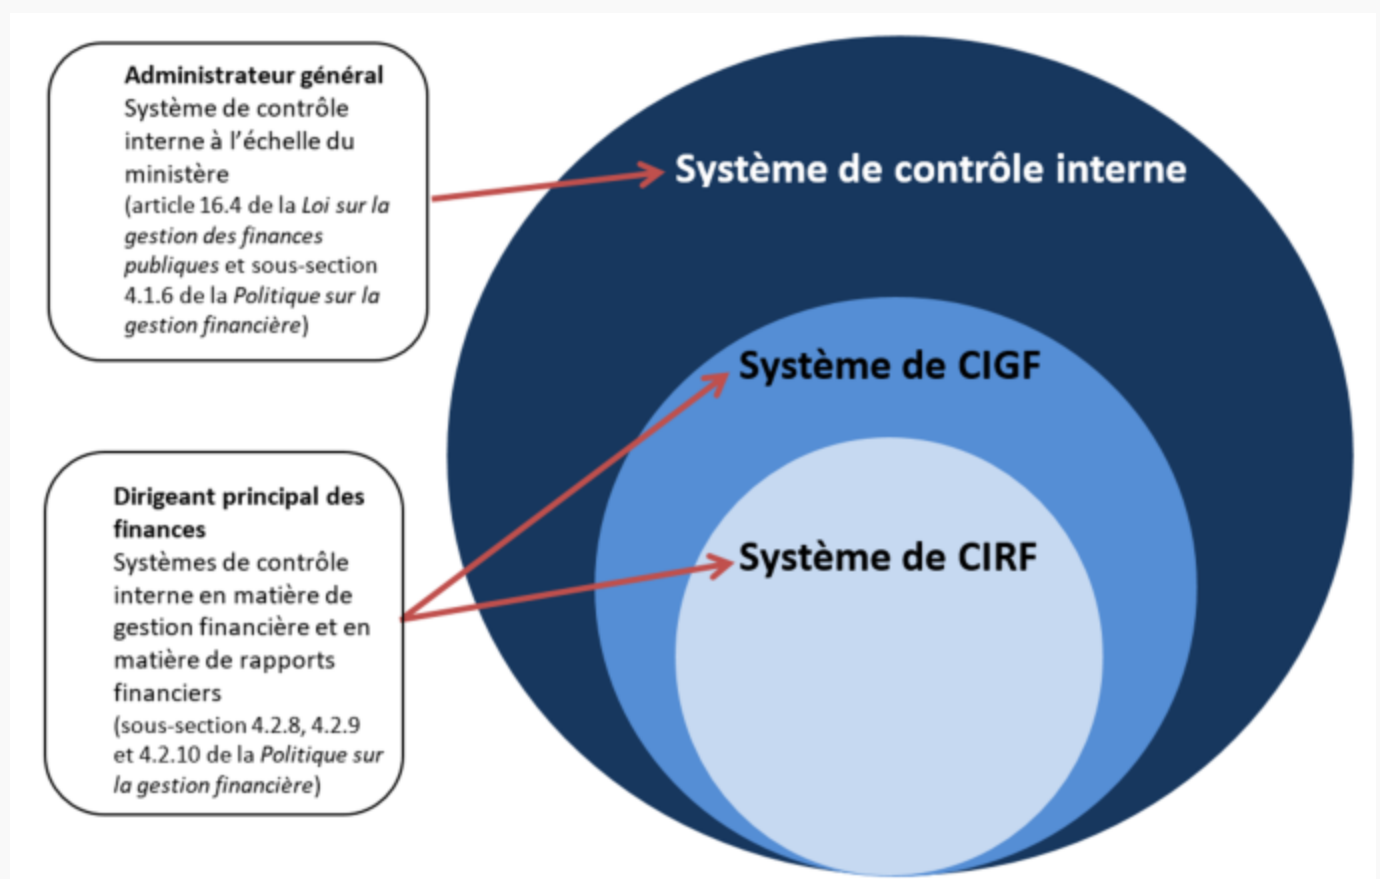 Administrateur général
Système de contrôle
interne à l’échelle du
ministère
(article 16.4 de la Loi sur la
gestion des finances
publiques et sous-section
4.1.6 de la Politique sur la
gestion financière)
Système de contrôle interne
Système de CIGF
Dirigeant principal des
finances
Systèmes de contrôle
interne en matière de
gestion financière et en
matière de rapports
financiers
(sous-section 4.2.8, 4.2.9
et 4.2.10 de la Politique sur
la gestion financière)
Système de CIRF